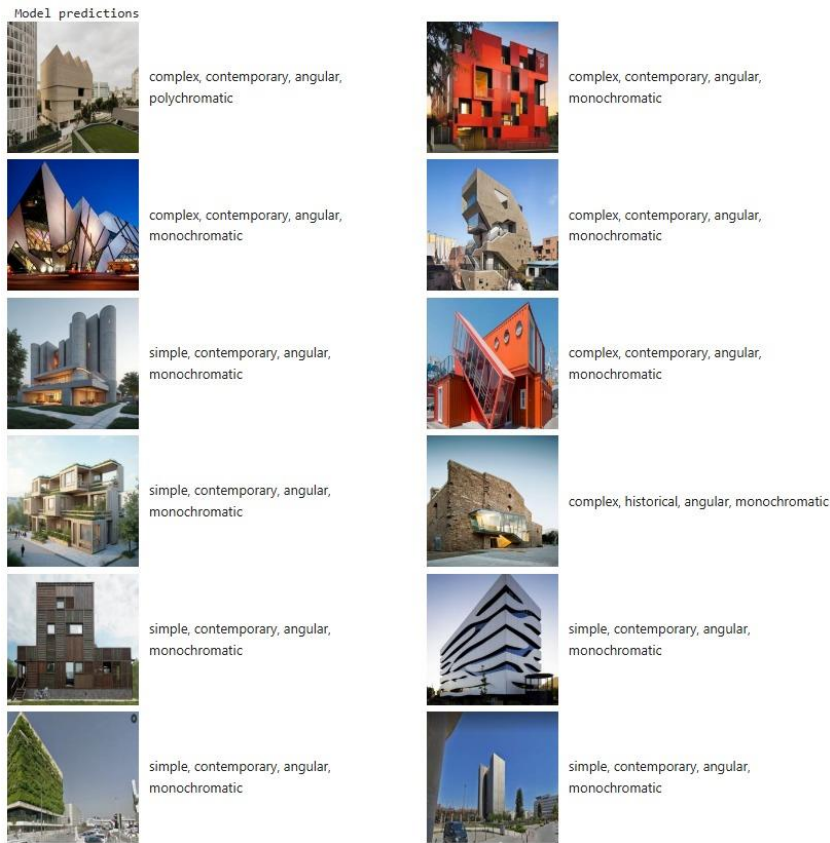 Model predictions
complex, contemporary, angular,
polychromatic
complex, contemporary, angular,
monochromatic
complex, contemporary, angular,
monochromatic
complex, contemporary, angular,
monochromatic
simple, contemporary, angular,
monochromatic
complex, contemporary, angular,
monochromatic
simple, contemporary, angular,
monochromatic
complex, historical, angular, monochromatic
simple, contemporary, angular,
monochromatic
simple, contemporary, angular,
monochromatic
simple, contemporary, angular,
monochromatic
simple, contemporary, angular,
monochromatic